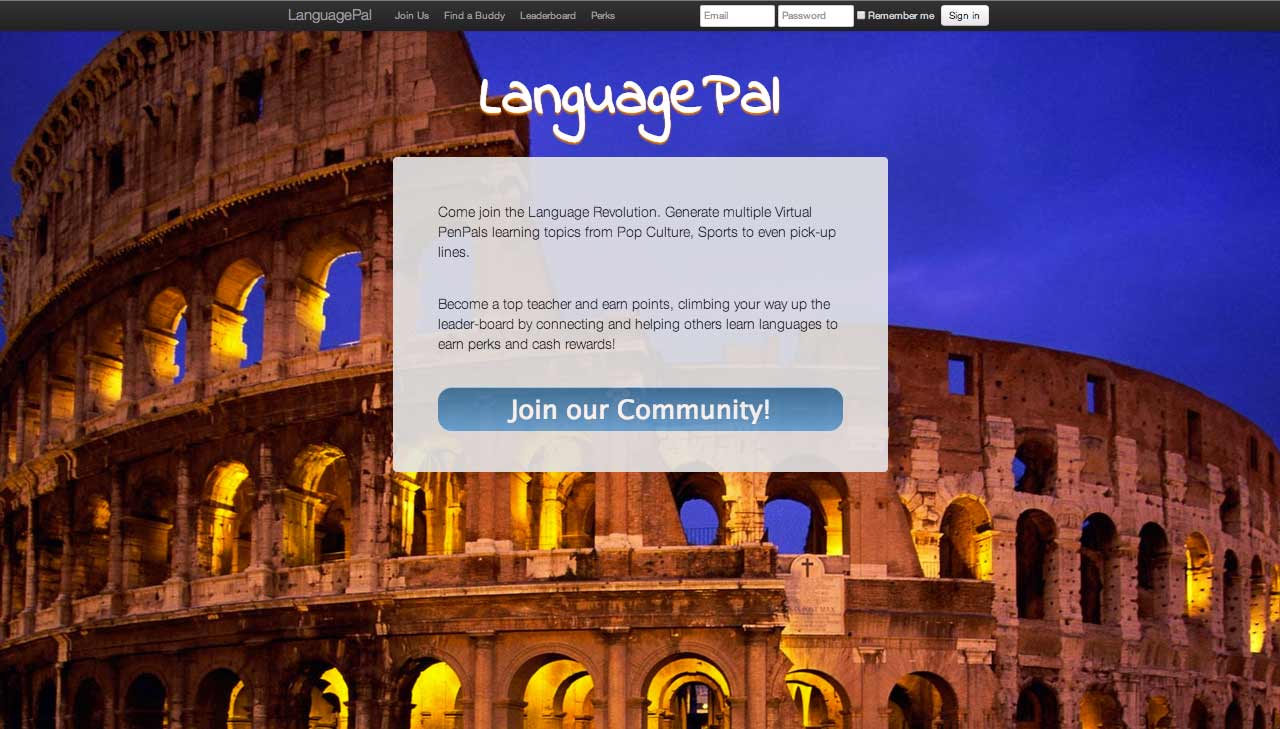 LanguagePal Join Us Find a Buddy Leaderboard Perks Email Password Remember me Sign in
LanguagePal
Come join the Language Revolution. Generate multiple Virtual
PenPals learning topics from Pop Culture, Sports to even pick-up
lines.
Become a top teacher and earn points, climbing your way up the
leader-board by connecting and helping others learn languages to
earn perks and cash rewards!
Join our Community!